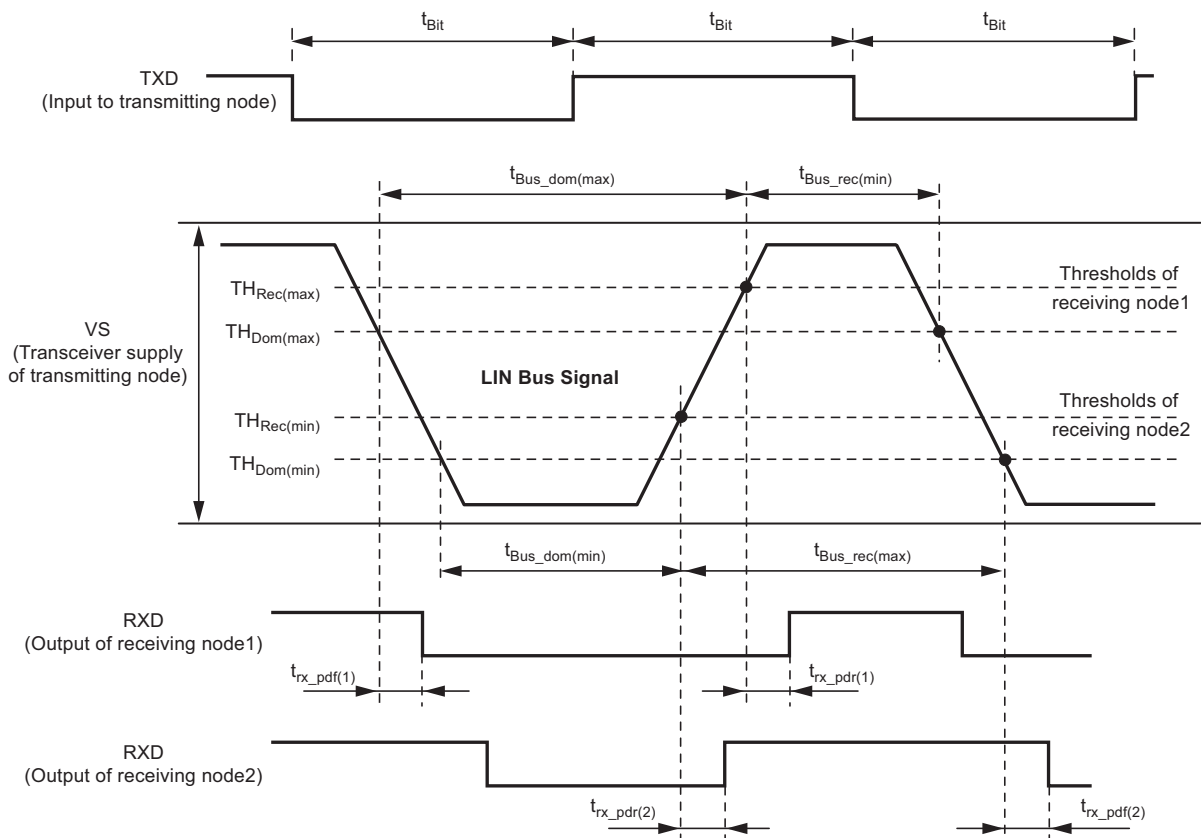 tBit
tBit
tBit
TXD
(Input to transmitting node)
tBus_dom(max)
tBus_rec(min)
THRec(max)
Thresholds of
receiving node1
THDom(max)
VS
(Transceiver supply
of transmitting node)
LIN Bus Signal
THRec(min)
Thresholds of
receiving node2
THDom(min)
tBus_dom(min)
tBus_rec(max)
RXD
(Output of receiving node1)
trx_pdf(1)
trx_pdr(1)
RXD
(Output of receiving node2)
trx_pdr(2)
trx_pdf(2)